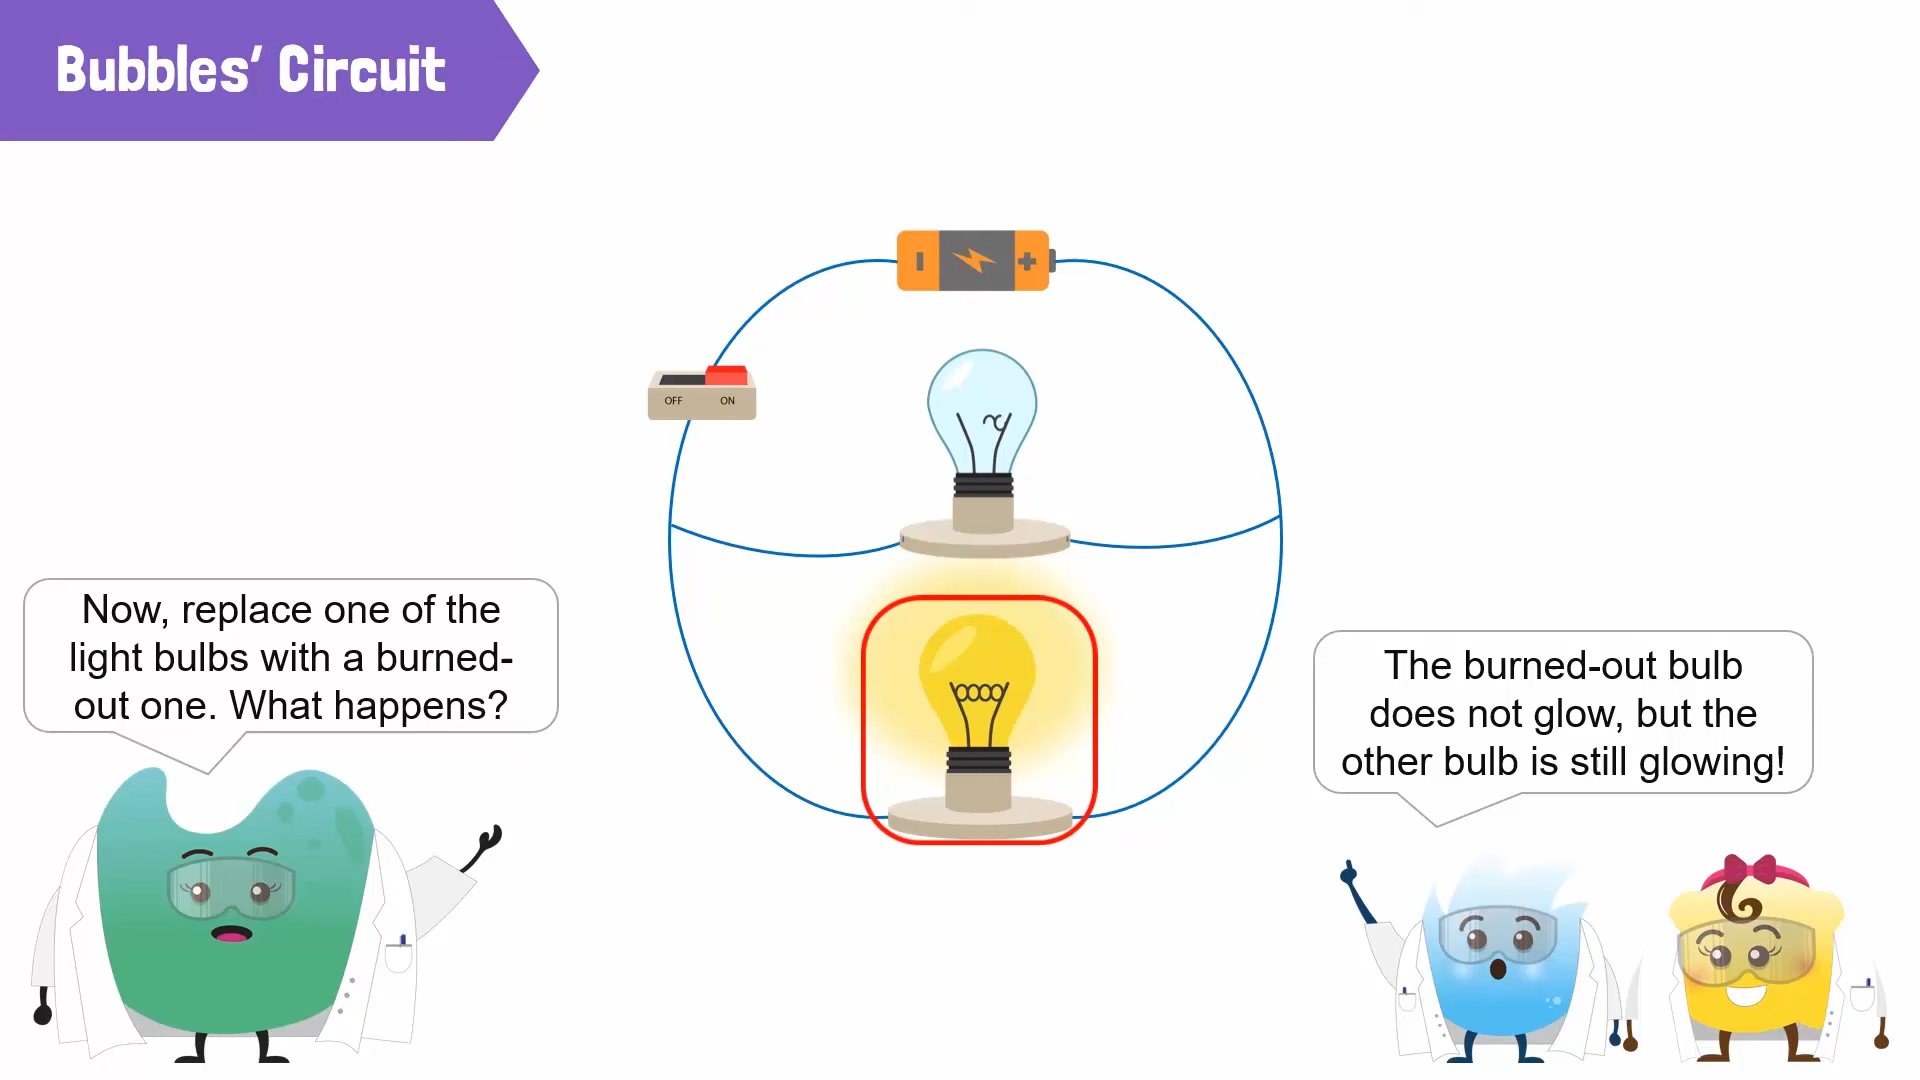 Bubbles’ Circuit
OFF ON
Now, replace one of the
light bulbs with a burned-
out one. What happens?
The burned-out bulb
does not glow, but the
other bulb is still glowing!